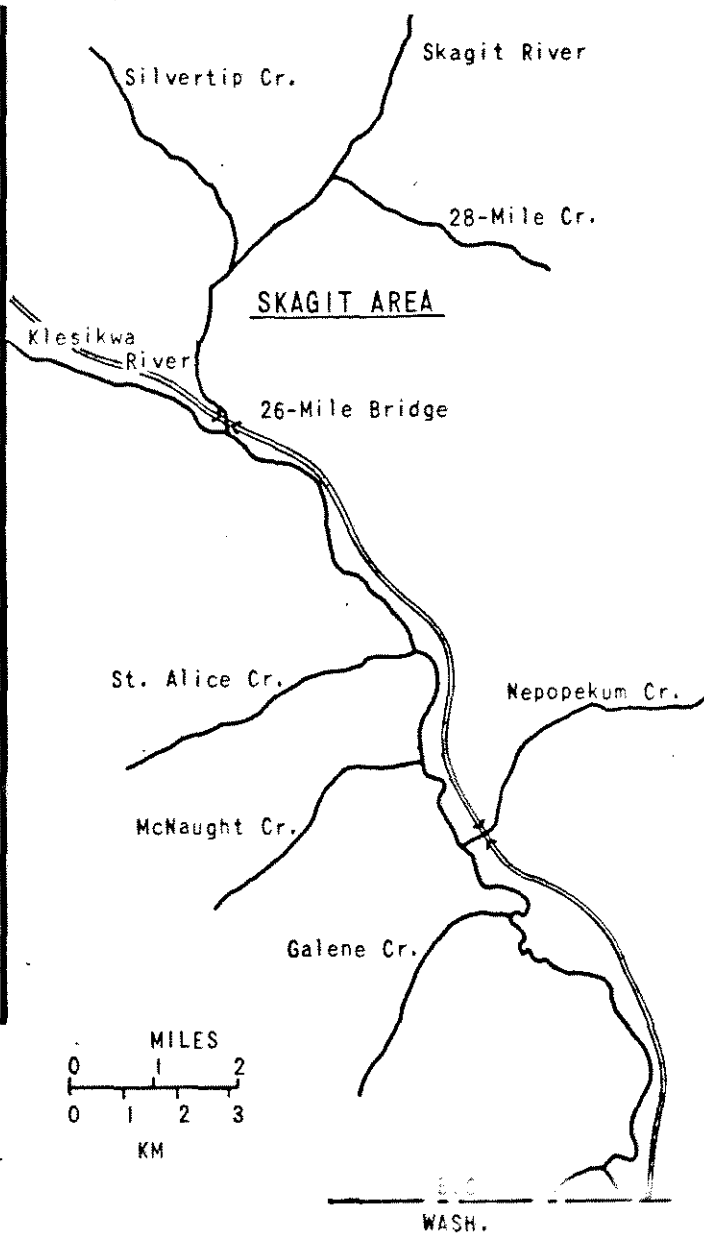 Silvertip Cr.
Skagit River
28-Mile Cr.
SKAGIT AREA
Klesikwa
River
26-Mile Bridge
St. Alice Cr.
Nepopekum Cr.
McNaught Cr.
Galene Cr.
MILES
0 1 2
0 1 2 3
KM
WASH.